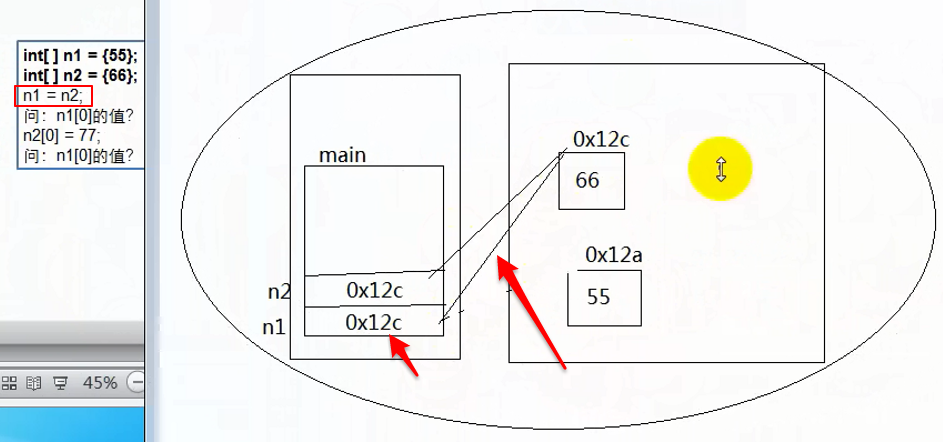 int[ ] n1 = {55};
int[ ] n2 = {66};
n1 = n2;
问：n1[0]的值?
n2[0] = 77;
问：n1[0]的值?
main
0x12c
66
0x12a
55
n2
0x12c
n1
0x12c
45%